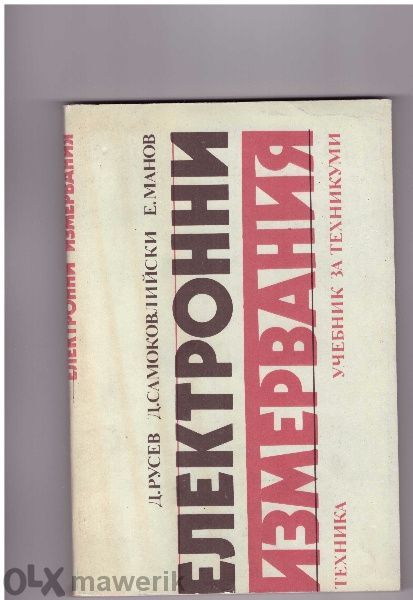 ЕЛЕКТРОННИ ИЗМЕРВАНИЯ
Д. РУСЕВ Д. САМОКОВЛИЙСКИ Е. МАНОВ
ЕЛЕКТРОННИ
ИЗМЕРВАНИЯ
ТЕХНИКА УЧЕБНИК ЗА ТЕХНИКУМИ
OLX mawerik